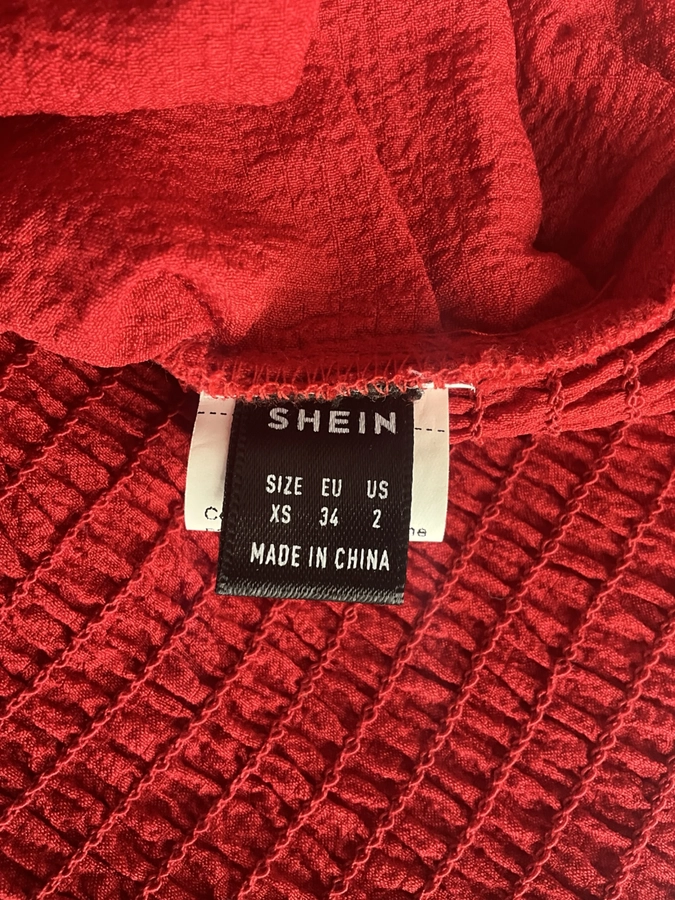 SHEIN
SIZE EU US
XS 34 2
MADE IN CHINA